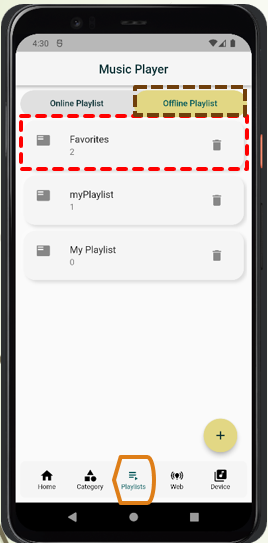 4:30
Music Player
Online Playlist
Offline Playlist
Favorites
2
myPlaylist
1
My Playlist
0
+
Home
Category
Playlists
Web
Device